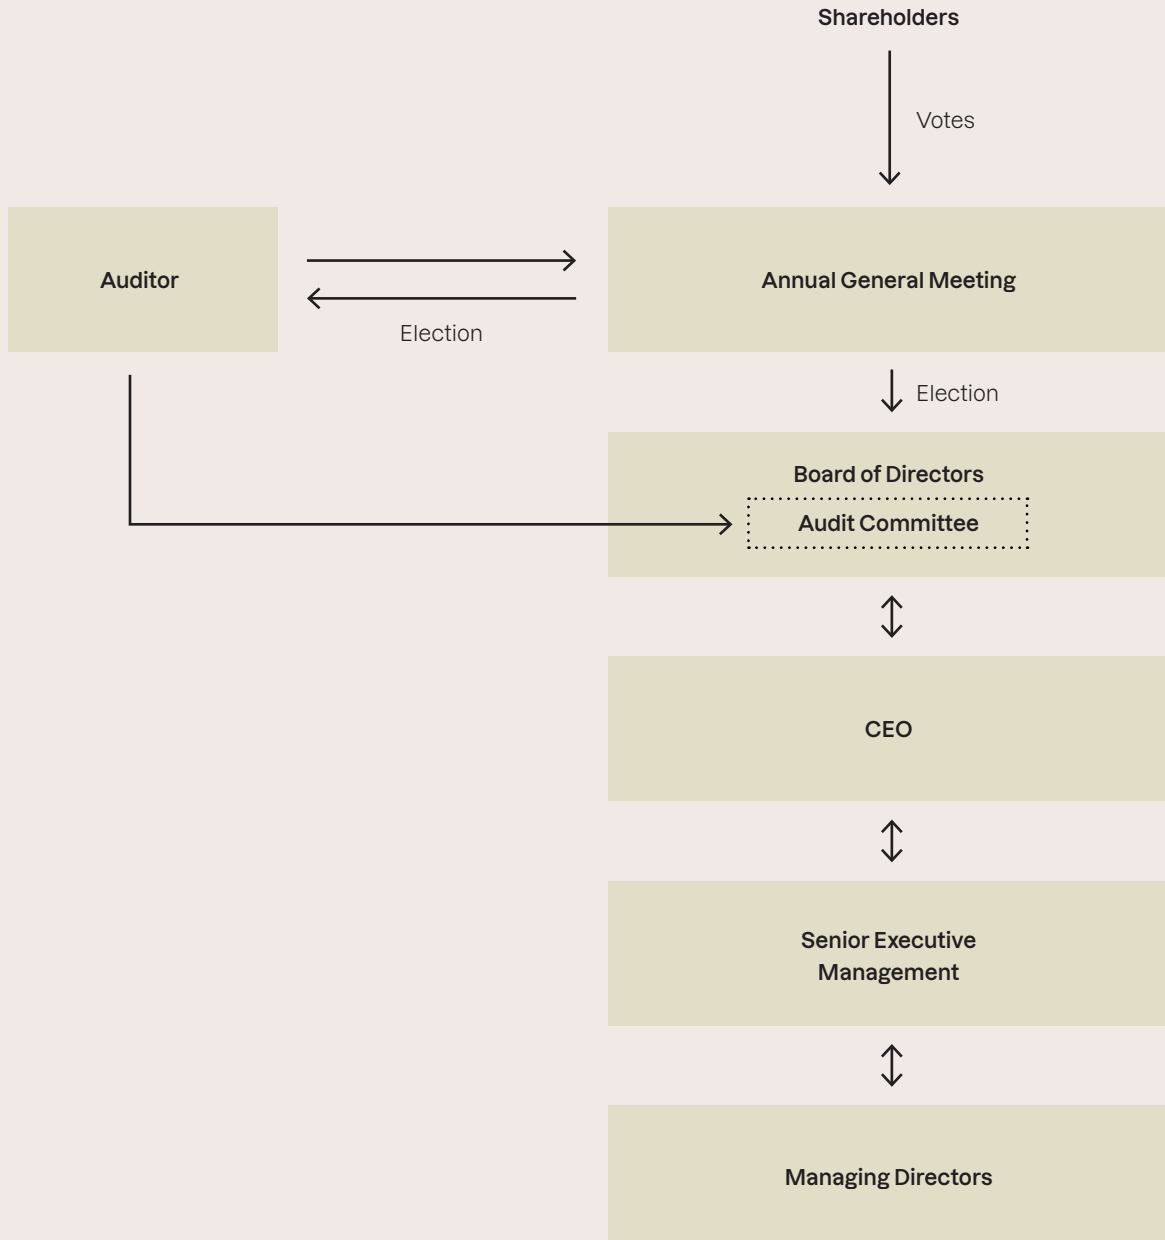 Shareholders
Votes
Auditor
Annual General Meeting
Election
Election
Board of Directors
Audit Committee
CEO
Senior Executive
Management
Managing Directors